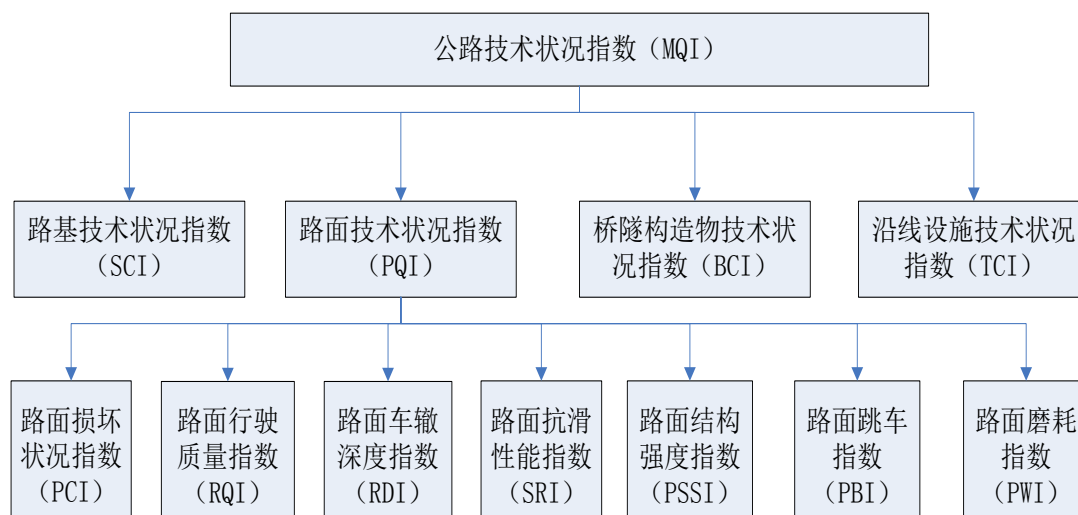 公路技术状况指数（MQI）
路基技术状况指数
（SCI）
路面技术状况指数
（PQI）
桥隧构造物技术状
况指数（BCI）
沿线设施技术状况
指数（TCI）
路面损坏
状况指数
（PCI）
路面行驶
质量指数
（RQI）
路面车辙
深度指数
（RDI）
路面抗滑
性能指数
（SRI）
路面结构
强度指数
（PSSI）
路面跳车
指数
（PBI）
路面磨耗
指数
（PWI）